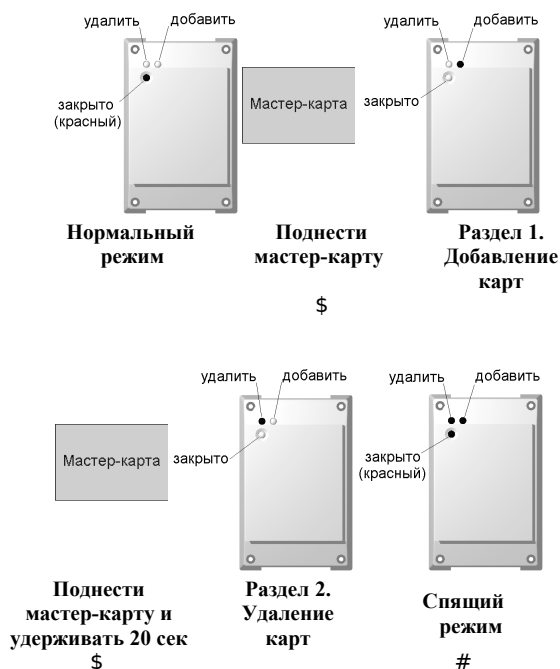 удалить добавить
закрыто
(красный)
Мастер-карта
удалить добавить
закрыто
Нормальный
режим
Поднести
мастер-карту
$
Раздел 1.
Добавление
карт
Мастер-карта
удалить добавить
закрыто
удалить добавить
закрыто
(красный)
Поднести
мастер-карту и
удерживать 20 сек
$
Раздел 2.
Удаление
карт
Спящий
режим
#